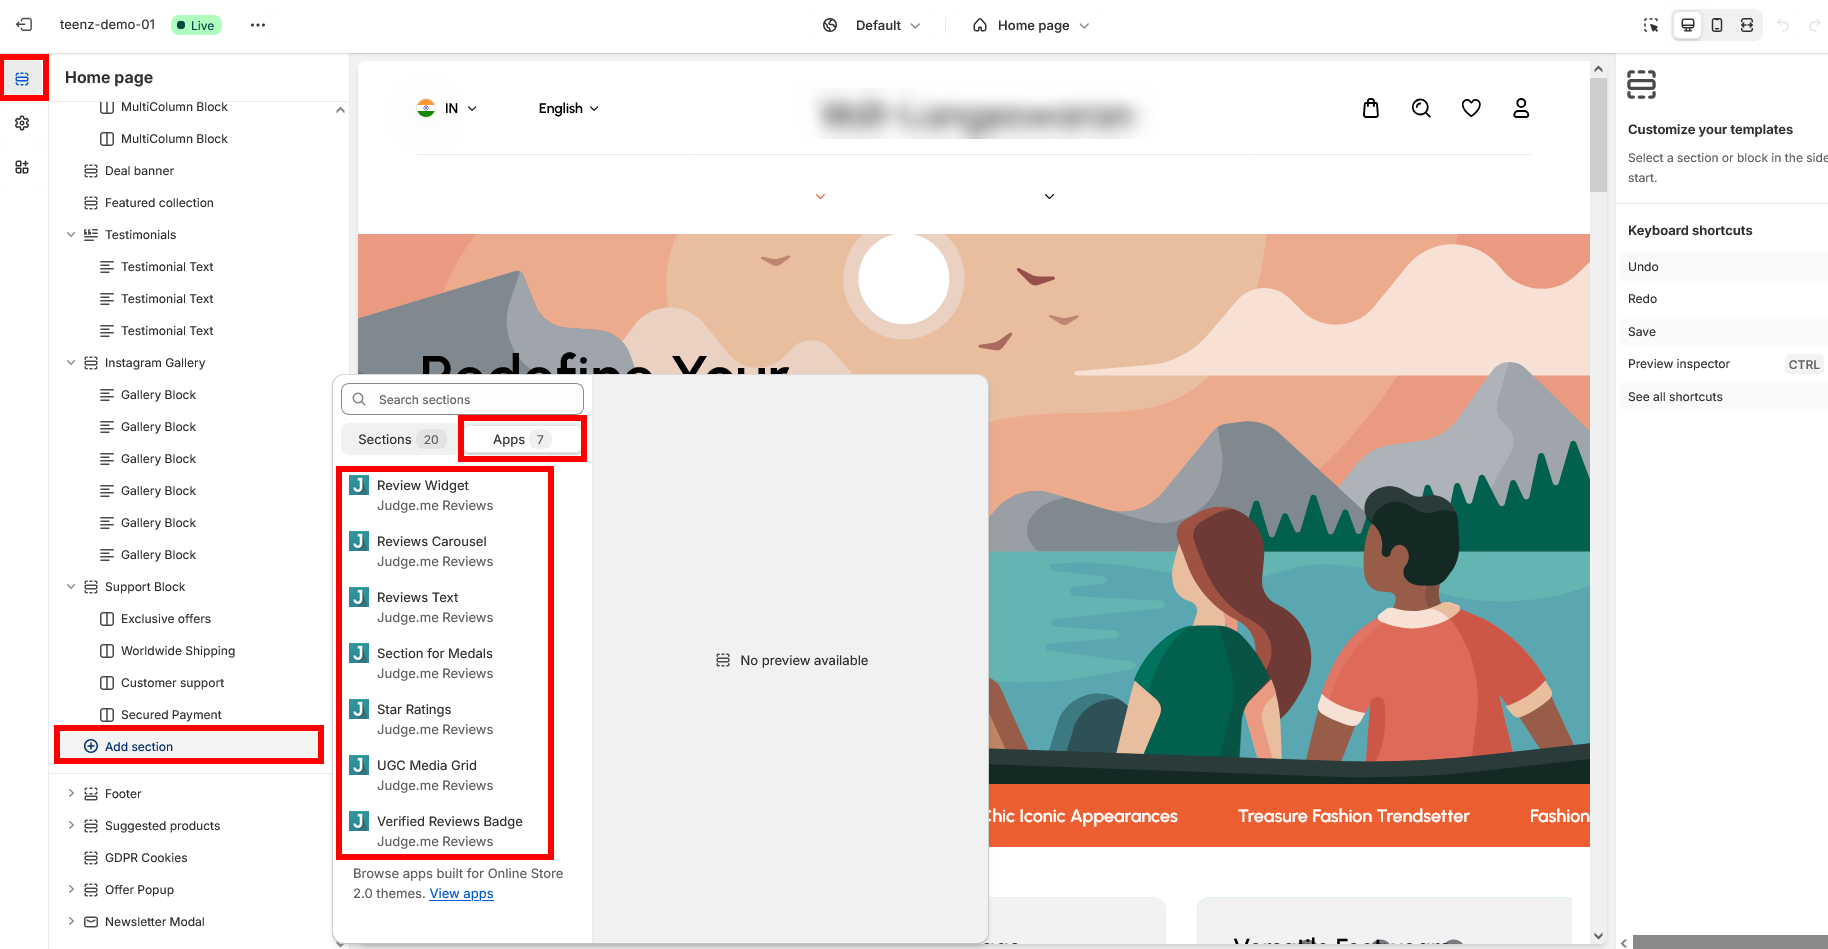 teenz-demo-01
Live
Default
Home page
Home page
MultiColumn Block
MultiColumn Block
Deal banner
Featured collection
Testimonials
Testimonial Text
Testimonial Text
Testimonial Text
Instagram Gallery
Gallery Block
Gallery Block
Gallery Block
Gallery Block
Gallery Block
Gallery Block
Support Block
Exclusive offers
Worldwide Shipping
Customer support
Secured Payment
Add section
Footer
Suggested products
GDPR Cookies
Offer Popup
Newsletter Modal
IN
English
Redefine Your
Search sections
Sections 20
Apps 7
Review Widget
Judge.me Reviews
Reviews Carousel
Judge.me Reviews
Reviews Text
Judge.me Reviews
Section for Medals
Judge.me Reviews
Star Ratings
Judge.me Reviews
UGC Media Grid
Judge.me Reviews
Verified Reviews Badge
Judge.me Reviews
Browse apps built for Online Store
2.0 themes. View apps
No preview available
Chic Iconic Appearances
Treasure Fashion Trendsetter
Fashion
Customize your templates
Select a section or block in the side
start.
Keyboard shortcuts
Undo
Redo
Save
Preview inspector CTRL
See all shortcuts